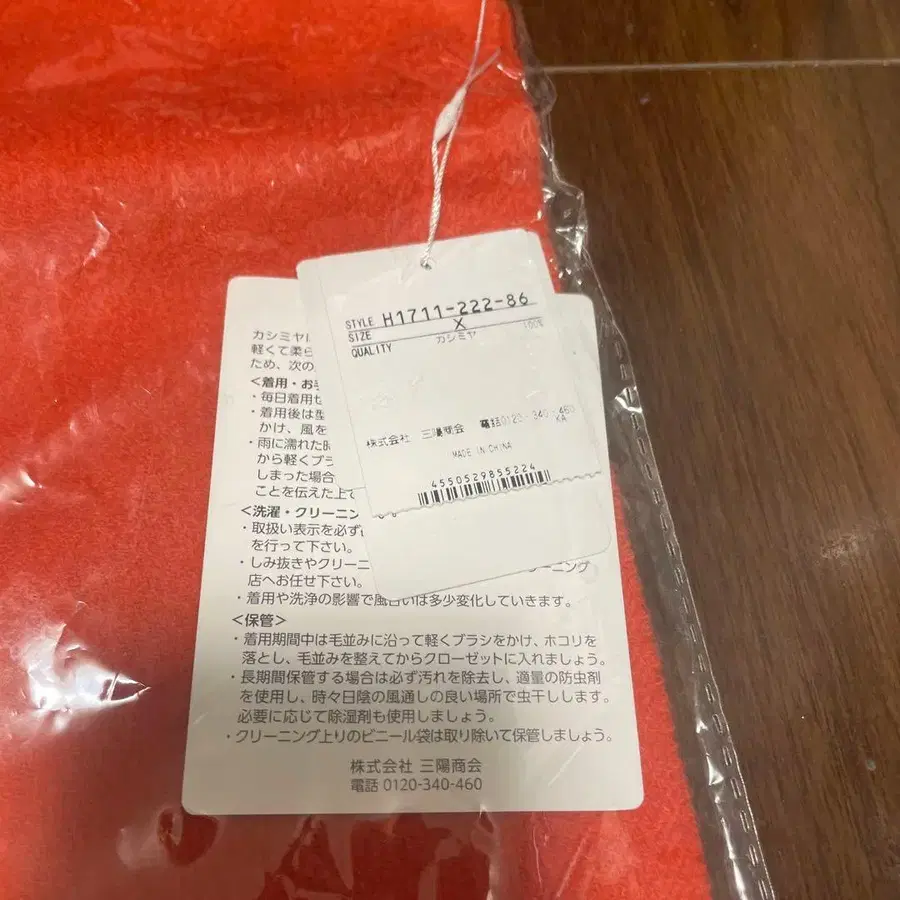 STYLE H1711-222-86
SIZE X
QUALITY カシミヤ 100%
株式会社 三陽商会 電話0120-340-460
KA
MADE IN CHINA
4550529855224
カシミヤに
軽くて柔ら
ため、次の
<着用・お手
・毎日着用せ
・着用後は型
かけ、風を
・雨に濡れた時
から軽くブラ
しまった場合
ことを伝えた上で
<洗濯・クリーニン
・取扱い表示を必ず
を行って下さい。
・しみ抜きやクリーニ
ーニング
店へお任せ下さい。
・着用や洗浄の影響で風合いは多少変化していきます。
<保管>
・着用期間中は毛並みに沿って軽くブラシをかけ、ホコリを
落とし、毛並みを整えてからクローゼットに入れましょう。
・長期間保管する場合は必ず汚れを除去し、適量の防虫剤
を使用し、時々日陰の風通しの良い場所で虫干しします。
必要に応じて除湿剤も使用しましょう。
・クリーニング上りのビニール袋は取り除いて保管しましょう。
株式会社 三陽商会
電話 0120-340-460